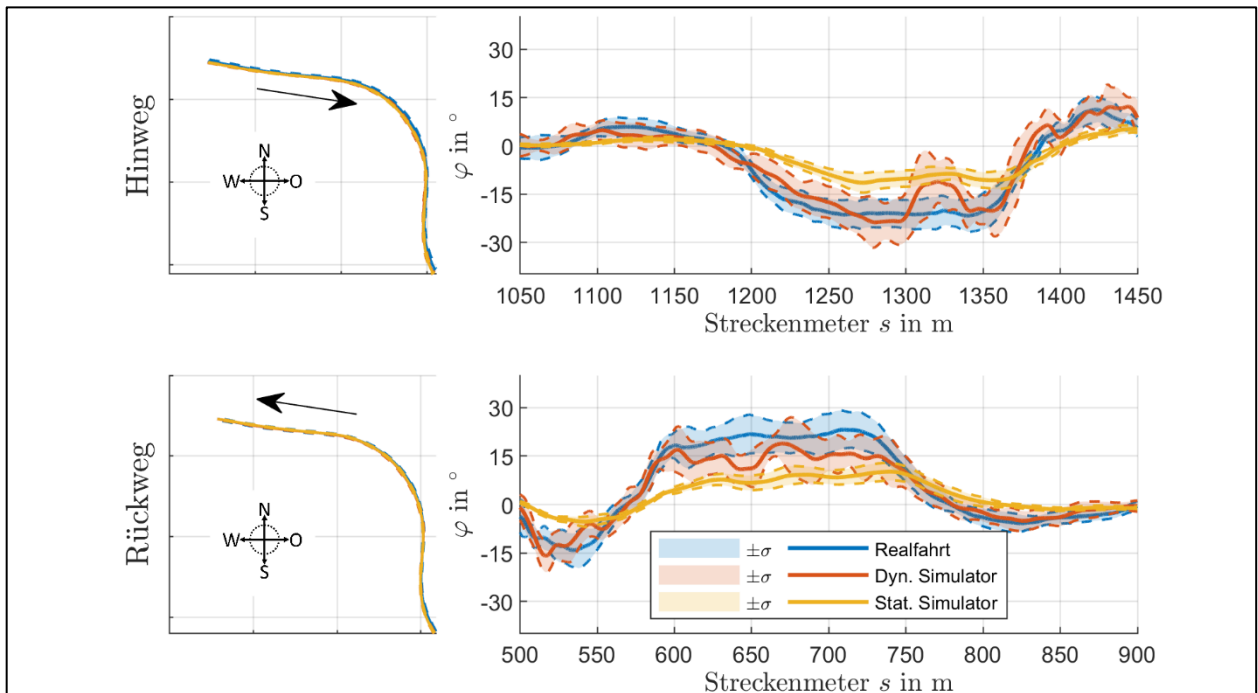 Hinweg
N
W O
S
φ in °
30
15
0
-15
-30
1050 1100 1150 1200 1250 1300 1350 1400 1450
Streckenmeter s in m
Rückweg
N
W O
S
φ in °
30
15
0
-15
-30
±σ Realfahrt
±σ Dyn. Simulator
±σ Stat. Simulator
500 550 600 650 700 750 800 850 900
Streckenmeter s in m